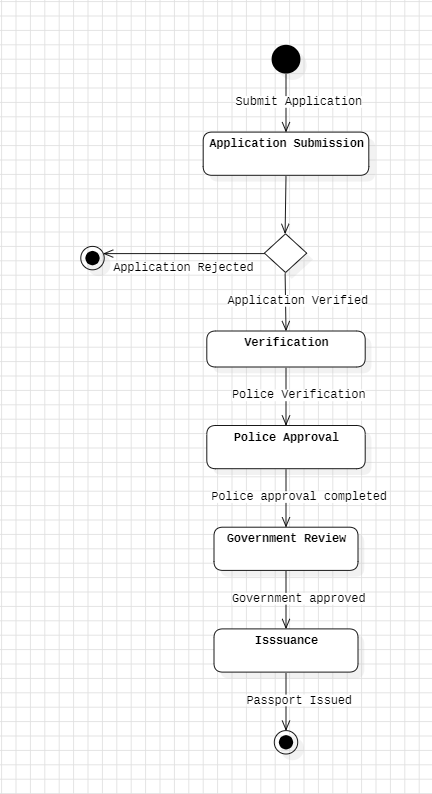 Submit Application
Application Submission
Application Rejected
Application Verified
Verification
Police Verification
Police Approval
Police approval completed
Government Review
Government approved
Isssuance
Passport Issued